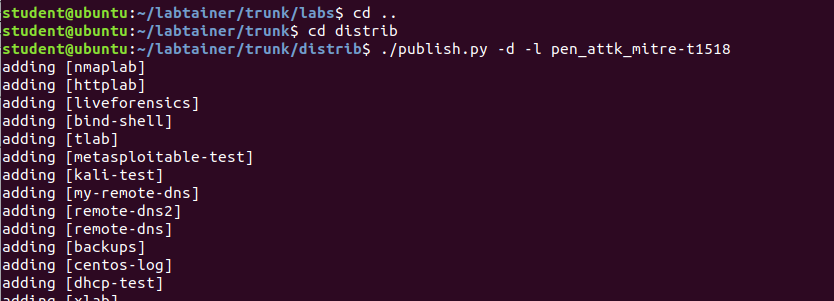 student@ubuntu:~/labtainer/trunk/labs$ cd ..
student@ubuntu:~/labtainer/trunk$ cd distrib
student@ubuntu:~/labtainer/trunk/distrib$ ./publish.py -d -l pen_attk_mitre-t1518
adding [nmaplab]
adding [httplab]
adding [liveforensics]
adding [bind-shell]
adding [tlab]
adding [metasploitable-test]
adding [kali-test]
adding [my-remote-dns]
adding [remote-dns2]
adding [remote-dns]
adding [backups]
adding [centos-log]
adding [dhcp-test]
adding [xlab]